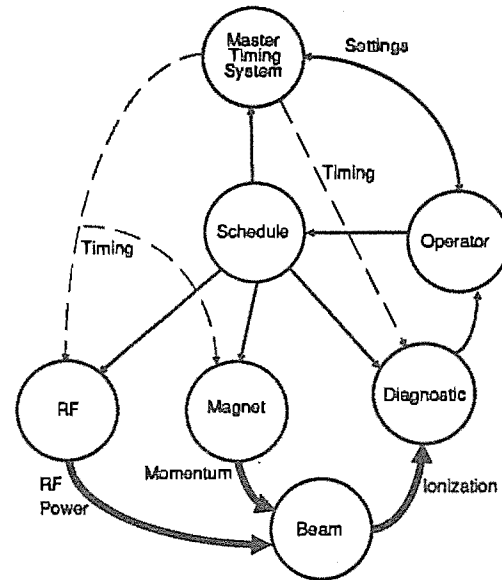 Master
Timing
System
Settings
Timing
Schedule
Operator
Timing
RF
Magnet
Diagnostic
RF
Power
Momentum
Ionization
Beam